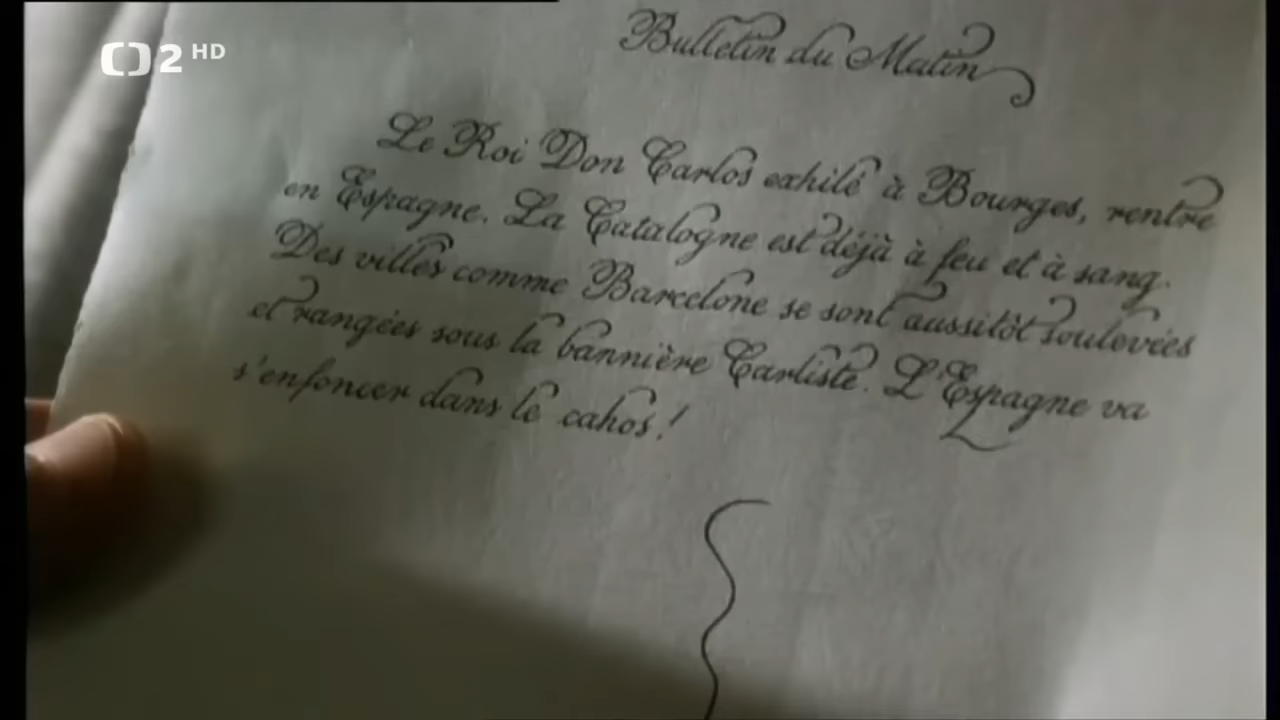 2 HD
Bulletin du Matin
Le Roi Don Carlos exhilé à Bourges, rentre
en Espagne. La Catalogne est déjà à feu et à sang.
Des villes comme Barcelone se sont aussitôt soulevées
et rangées sous la bannière Carliste. L'Espagne va
s'enfoncer dans le cahos!